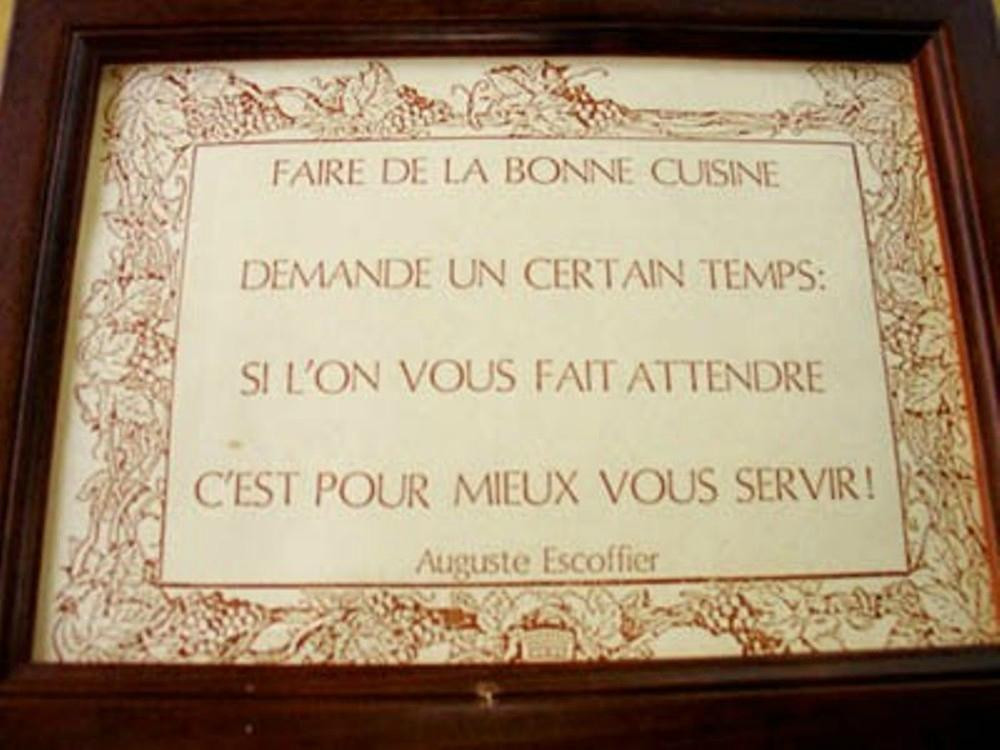 FAIRE DE LA BONNE CUISINE
DEMANDE UN CERTAIN TEMPS:
SI L'ON VOUS FAIT ATTENDRE
C'EST POUR MIEUX VOUS SERVIR!
Auguste Escoffier